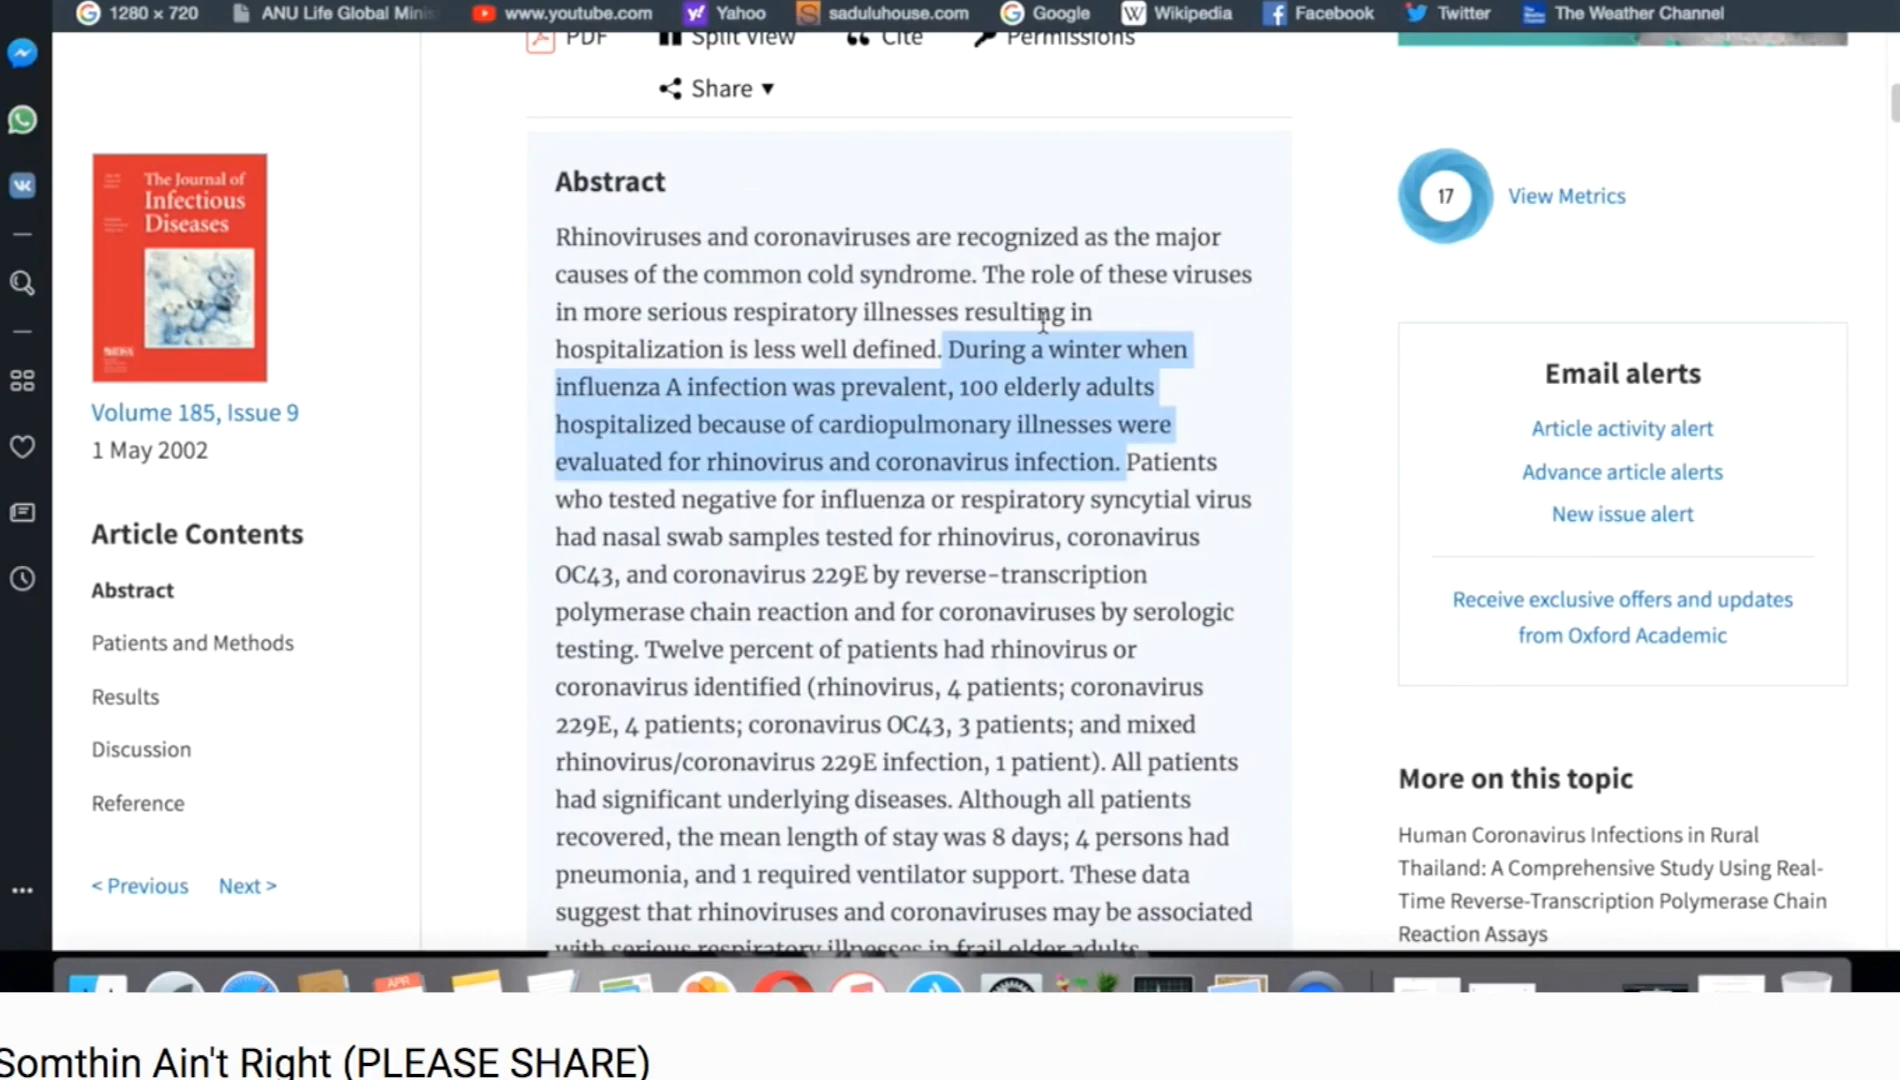 1280 × 720
ANU Life Global Minis
www.youtube.com
Yahoo
saduluhouse.com
Google
Wikipedia
Facebook
Twitter
The Weather Channel
PDF
Split View
Cite
Permissions
Share
The Journal of
Infectious
Diseases
Volume 185, Issue 9
1 May 2002
Article Contents
Abstract
Patients and Methods
Results
Discussion
Reference
< Previous Next >
Abstract
Rhinoviruses and coronaviruses are recognized as the major
causes of the common cold syndrome. The role of these viruses
in more serious respiratory illnesses resulting in
hospitalization is less well defined. During a winter when
influenza A infection was prevalent, 100 elderly adults
hospitalized because of cardiopulmonary illnesses were
evaluated for rhinovirus and coronavirus infection. Patients
who tested negative for influenza or respiratory syncytial virus
had nasal swab samples tested for rhinovirus, coronavirus
OC43, and coronavirus 229E by reverse-transcription
polymerase chain reaction and for coronaviruses by serologic
testing. Twelve percent of patients had rhinovirus or
coronavirus identified (rhinovirus, 4 patients; coronavirus
229E, 4 patients; coronavirus OC43, 3 patients; and mixed
rhinovirus/coronavirus 229E infection, 1 patient). All patients
had significant underlying diseases. Although all patients
recovered, the mean length of stay was 8 days; 4 persons had
pneumonia, and 1 required ventilator support. These data
suggest that rhinoviruses and coronaviruses may be associated
with serious respiratory illnesses in frail older adults.
17
View Metrics
Email alerts
Article activity alert
Advance article alerts
New issue alert
Receive exclusive offers and updates
from Oxford Academic
More on this topic
Human Coronavirus Infections in Rural
Thailand: A Comprehensive Study Using Real-
Time Reverse-Transcription Polymerase Chain
Reaction Assays
APR
Somthin Ain't Right (PLEASE SHARE)